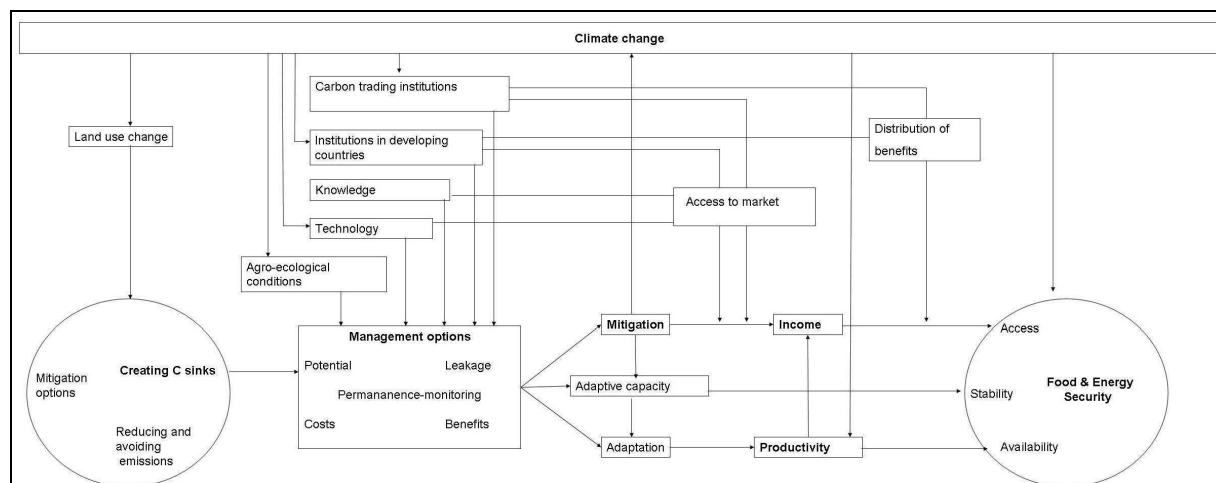 Climate change
Carbon trading institutions
Land use change
Institutions in developing
countries
Distribution of
benefits
Knowledge
Access to market
Technology
Agro-ecological
conditions
Creating C sinks
Mitigation
options
Reducing and
avoiding
emissions
Management options
Potential
Leakage
Permananence-monitoring
Costs
Benefits
Mitigation
Income
Adaptive capacity
Adaptation
Productivity
Access
Stability
Food & Energy
Security
Availability